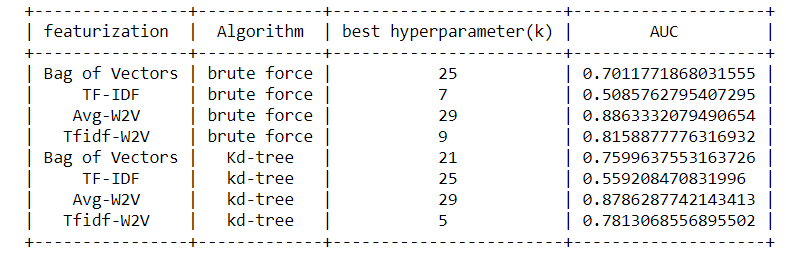 +----------------+-------------+------------------------+--------------------+
| featurization | Algorithm | best hyperparameter(k) | AUC |
+----------------+-------------+------------------------+--------------------+
| Bag of Vectors | brute force | 25 | 0.7011771868031555 |
| TF-IDF | brute force | 7 | 0.5085762795407295 |
| Avg-W2V | brute force | 29 | 0.8863332079490654 |
| Tfidf-W2V | brute force | 9 | 0.8158877776316932 |
| Bag of Vectors | Kd-tree | 21 | 0.7599637553163726 |
| TF-IDF | kd-tree | 25 | 0.559208470831996 |
| Avg-W2V | kd-tree | 29 | 0.8786287742143413 |
| Tfidf-W2V | kd-tree | 5 | 0.7813068556895502 |
+----------------+-------------+------------------------+--------------------+